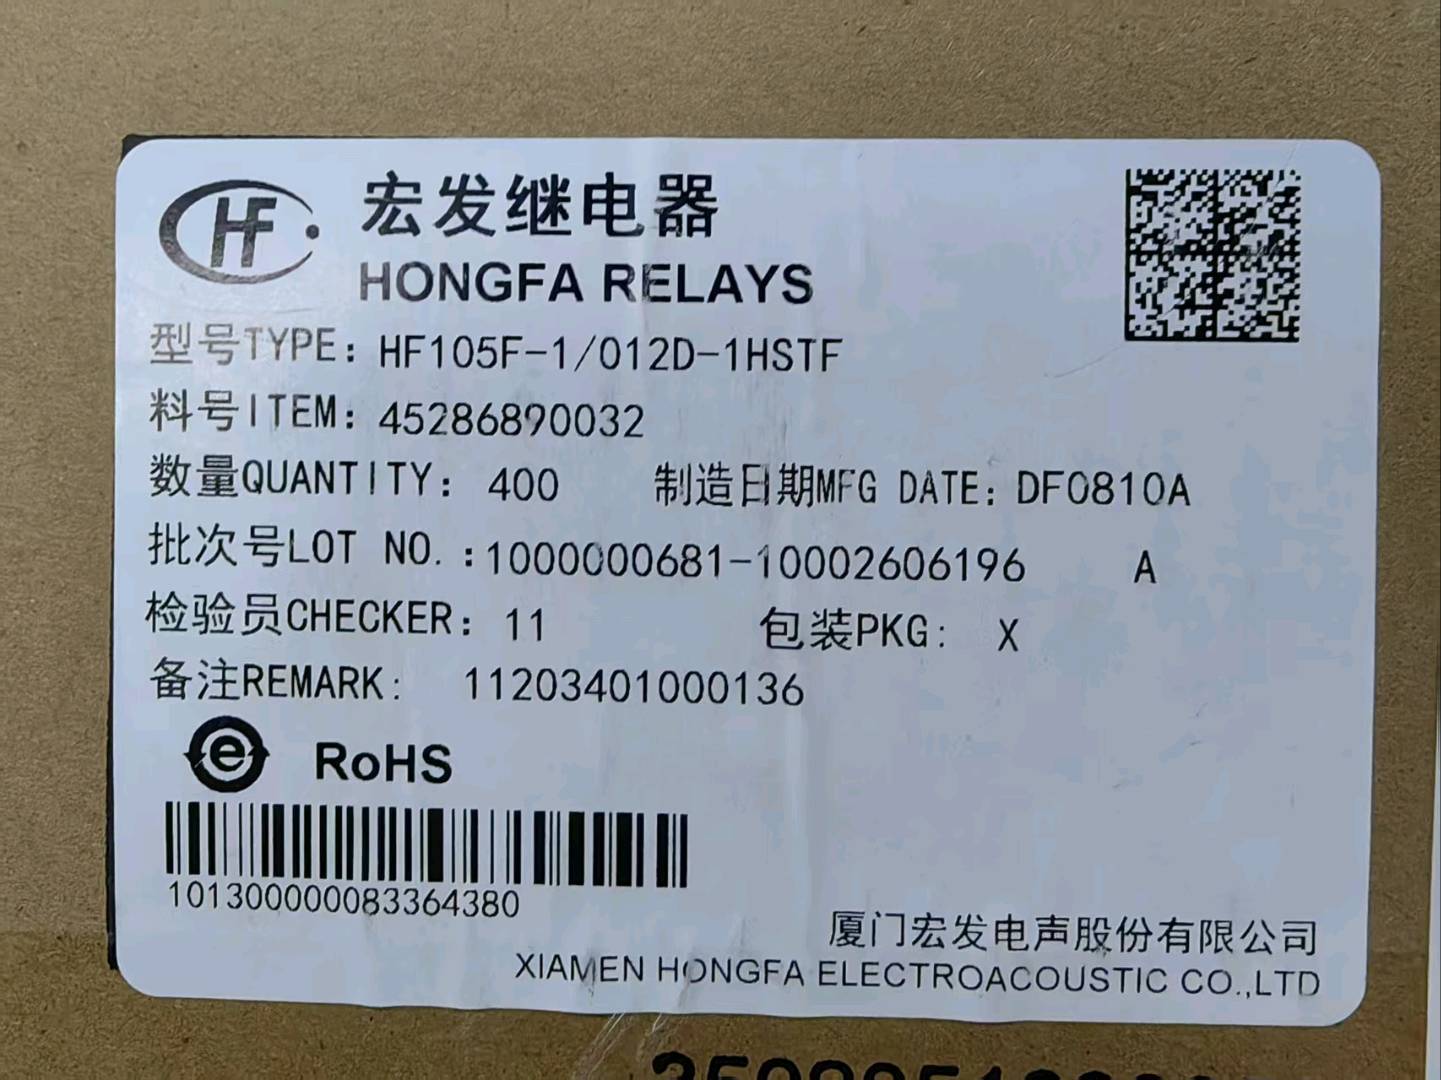 HF
宏发继电器
HONGFA RELAYS
型号TYPE: HF105F-1/012D-1HSTF
料号ITEM: 45286890032
数量QUANTITY: 400 制造日期MFG DATE: DF0810A
批次号LOT NO.:1000000681-10002606196 A
检验员CHECKER: 11 包装PKG: X
备注REMARK: 11203401000136
e RoHS
101300000083364380
厦门宏发电声股份有限公司
XIAMEN HONGFA ELECTROACOUSTIC CO.,LTD